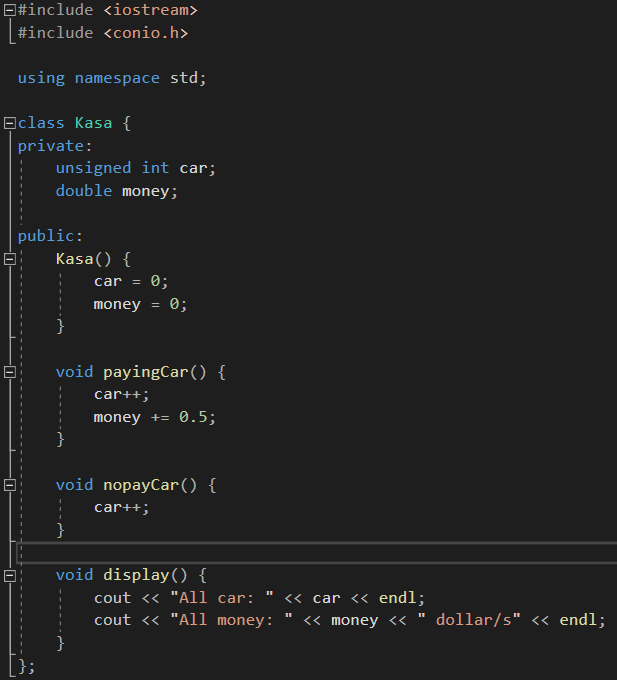 #include <iostream>
#include <conio.h>
using namespace std;
class Kasa {
private:
unsigned int car;
double money;
public:
Kasa() {
car = 0;
money = 0;
}
void payingCar() {
car++;
money += 0.5;
}
void nopayCar() {
car++;
}
void display() {
cout << "All car: " << car << endl;
cout << "All money: " << money << " dollar/s" << endl;
}
};